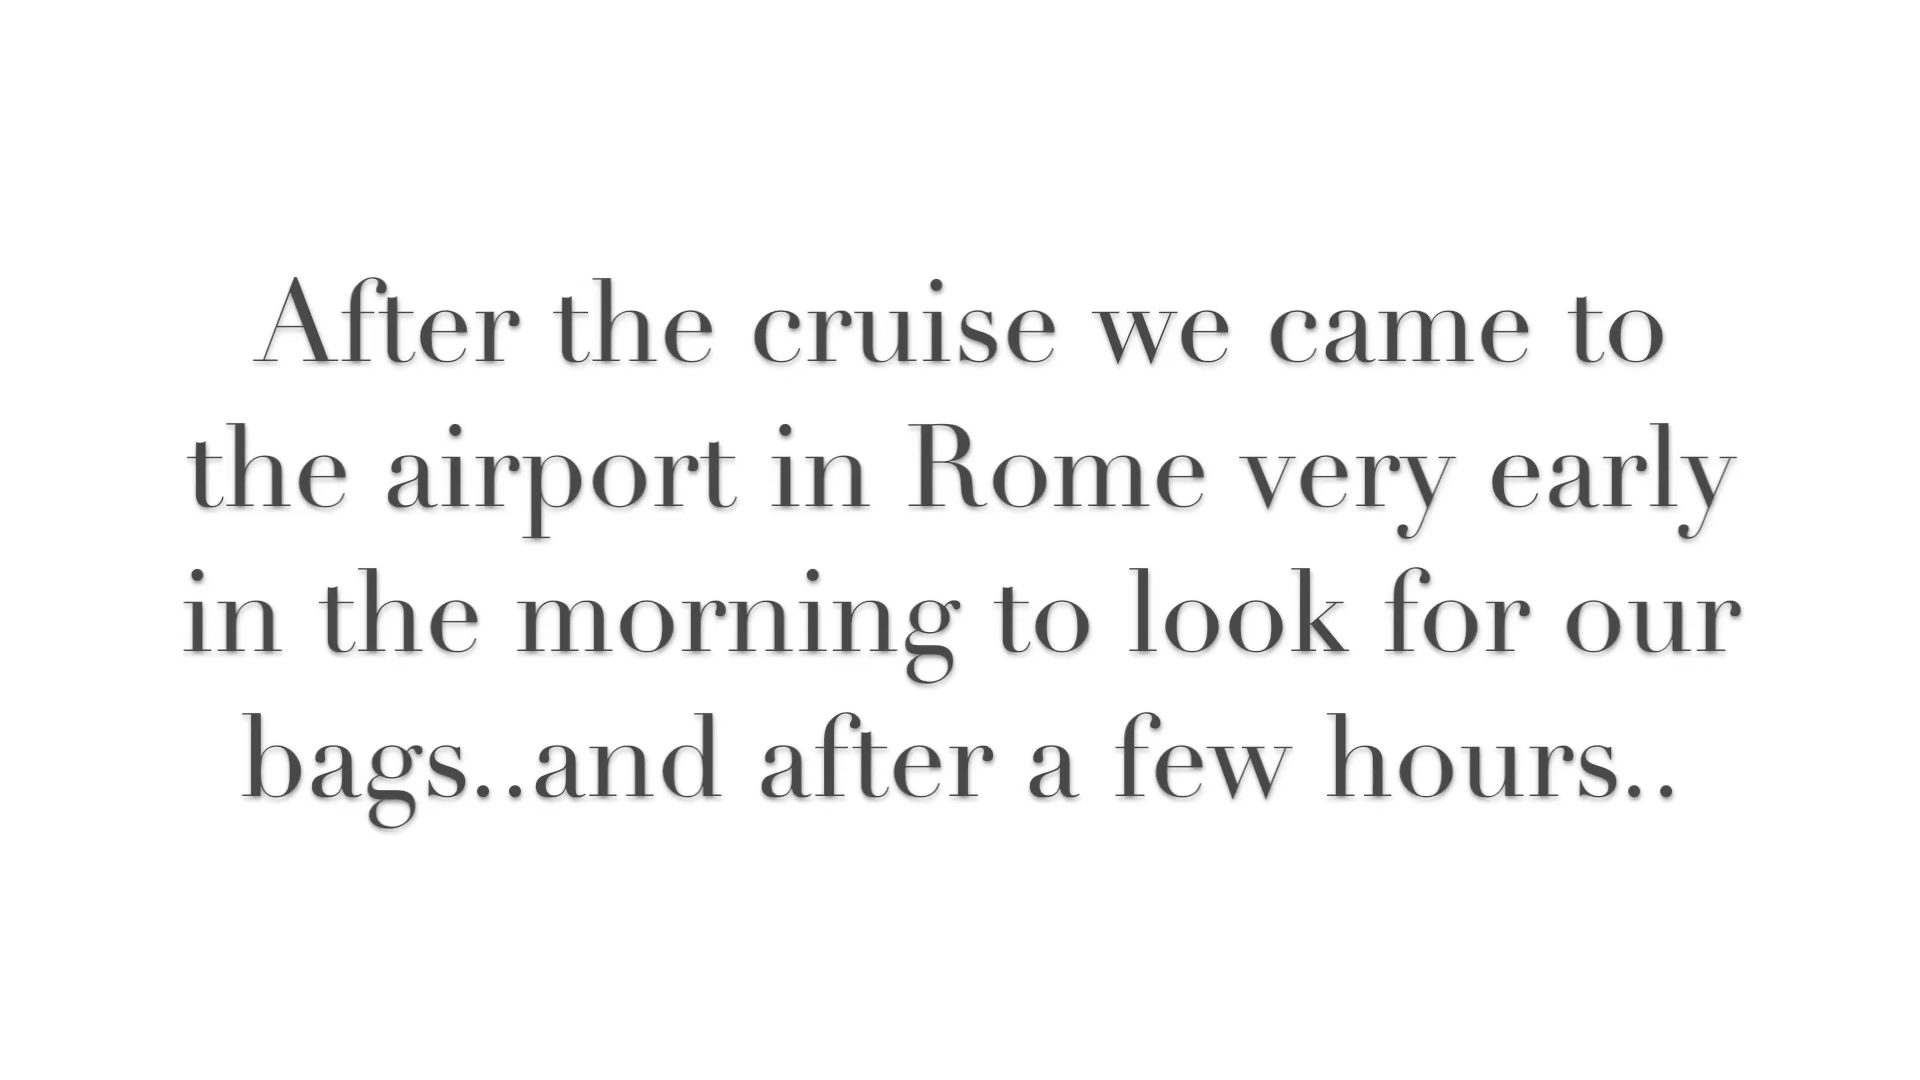 After the cruise we came to
the airport in Rome very early
in the morning to look for our
bags..and after a few hours..